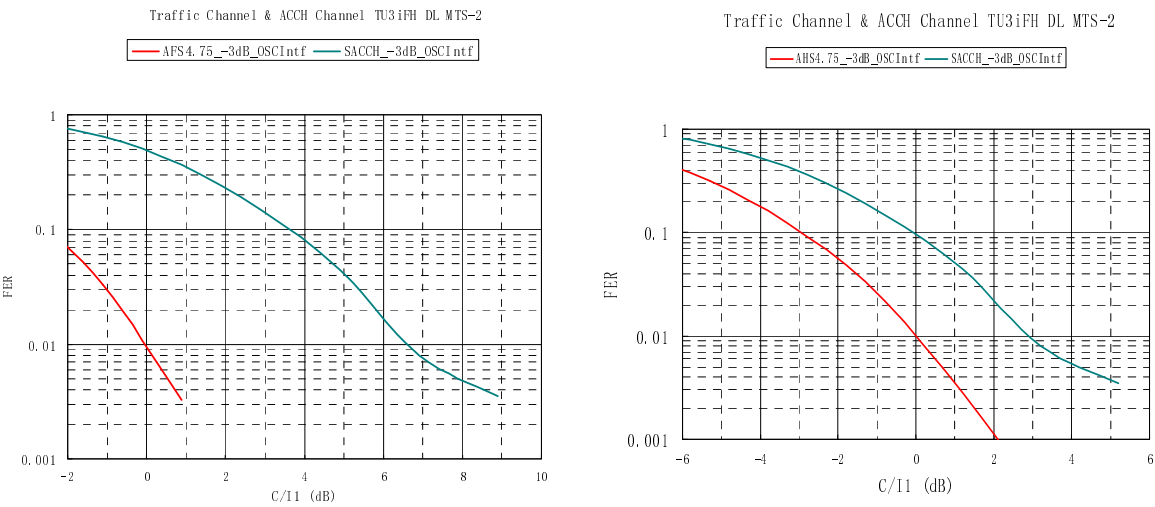 Traffic Channel & ACCH Channel TU3iFH DL MTS-2
AFS4.75_-3dB_OSCIntf SACCH_-3dB_OSCIntf
1
0.1
0.01
0.001
FER
-2 0 2 4 6 8 10
C/I1 (dB)
Traffic Channel & ACCH Channel TU3iFH DL MTS-2
AHS4.75_-3dB_OSCIntf SACCH_-3dB_OSCIntf
1
0.1
0.01
0.001
FER
-6 -4 -2 0 2 4 6
C/I1 (dB)